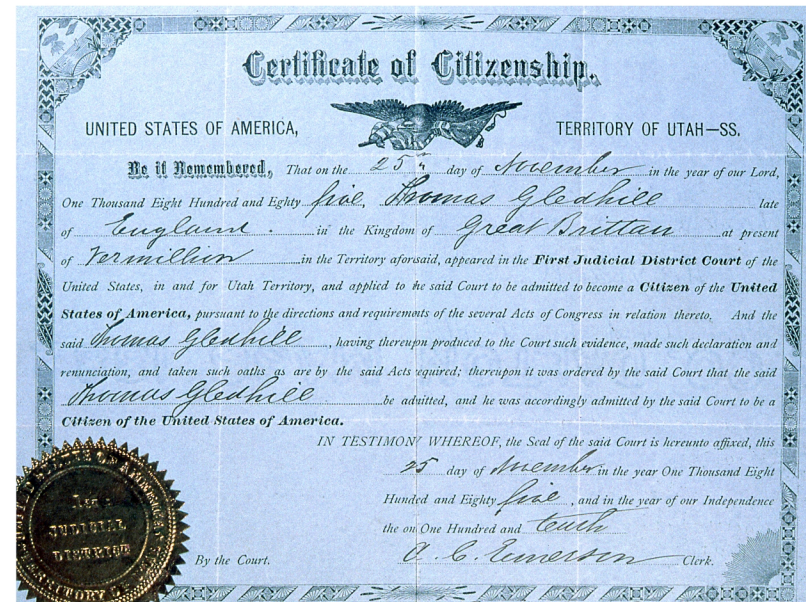 Certificate of Citizenship.
UNITED STATES OF AMERICA, TERRITORY OF UTAH—SS.
Be it Remembered, That on the 25th day of November in the year of our Lord,
One Thousand Eight Hundred and Eighty five, Thomas Gledhill late
of England. in the Kingdom of Great Brittan at present
of Vermillion in the Territory aforsaid, appeared in the First Judicial District Court of the
United States, in and for Utah Territory, and applied to he said Court to be admitted to become a Citizen of the United
States of America, pursuant to the directions and requirements of the several Acts of Congress in relation thereto. And the
said Thomas Gledhill, having thereupn produced to the Court such evidence, made such declaration and
renunciation, and taken such oaths as are by the said Acts equired; thereupon it was ordered by the said Court that the said
Thomas Gledhill be admitted, and he was accordingly admitted by the said Court to be a
Citizen of the United States of America.
IN TESTIMON WHEREOF, the Seal of the said Court is hereunto affixed, this
25 day of November in the year One Thousand Eight
Hunded and Eighty five, and in the year of our Independence
the on One Hundred and tenth
By the Court. A. C. Emerson Clerk.
1ST
JUDICIAL
DISTRICT